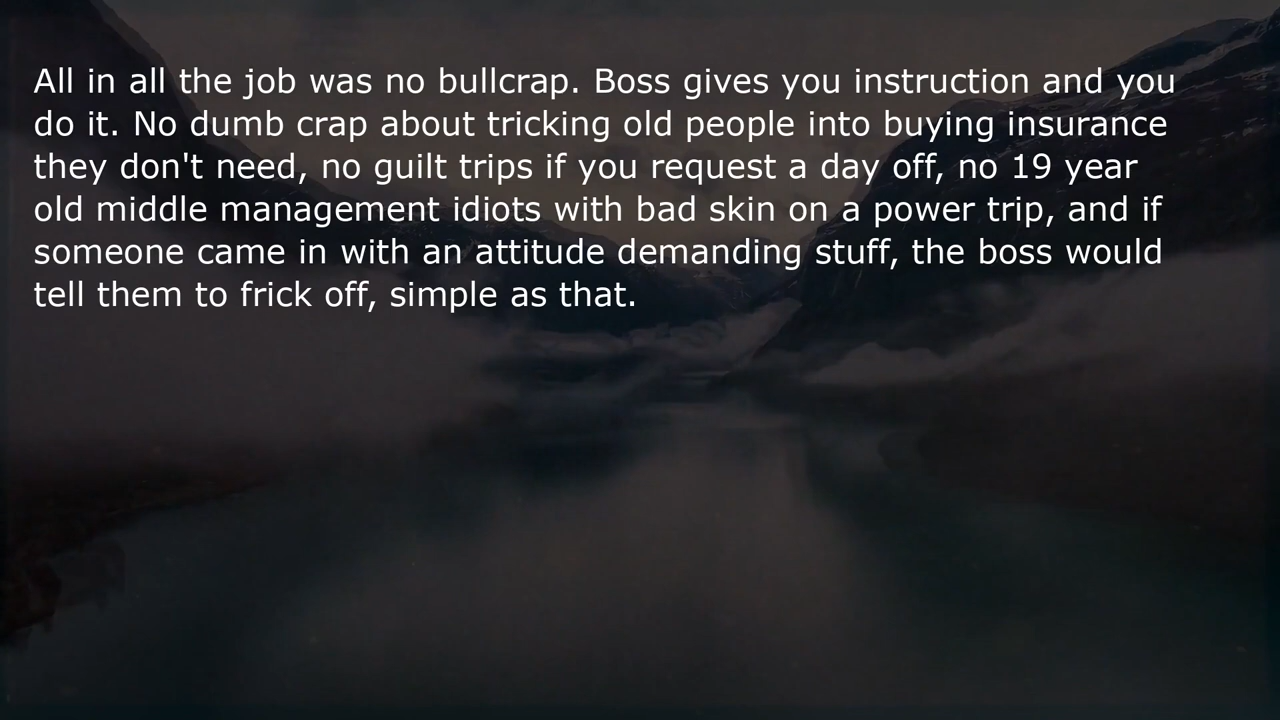 All in all the job was no bullcrap. Boss gives you instruction and you
do it. No dumb crap about tricking old people into buying insurance
they don't need, no guilt trips if you request a day off, no 19 year
old middle management idiots with bad skin on a power trip, and if
someone came in with an attitude demanding stuff, the boss would
tell them to frick off, simple as that.